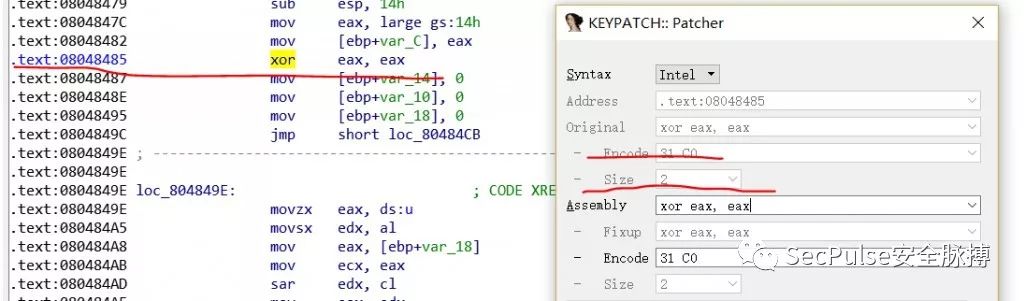 .text:08048479 sub esp, 14h
.text:0804847C mov eax, large gs:14h
.text:08048482 mov [ebp+var_C], eax
.text:08048485 xor eax, eax
.text:08048487 mov [ebp+var_14], 0
.text:0804848E mov [ebp+var_10], 0
.text:08048495 mov [ebp+var_18], 0
.text:0804849C jmp short loc_80484CB
.text:0804849E ; ---------------------------------------------------------------
.text:0804849E
.text:0804849E loc_804849E: ; CODE XRE
.text:0804849E movzx eax, ds:u
.text:080484A5 movsx edx, al
.text:080484A8 mov eax, [ebp+var_18]
.text:080484AB mov ecx, eax
.text:080484AD sar edx, cl
KEYPATCH:: Patcher
Syntax Intel
Address .text:08048485
Original xor eax, eax
- Encode 31 C0
- Size 2
Assembly xor eax, eax
- Fixup xor eax, eax
- Encode 31 C0
- Size 2
SecPulse安全脉搏